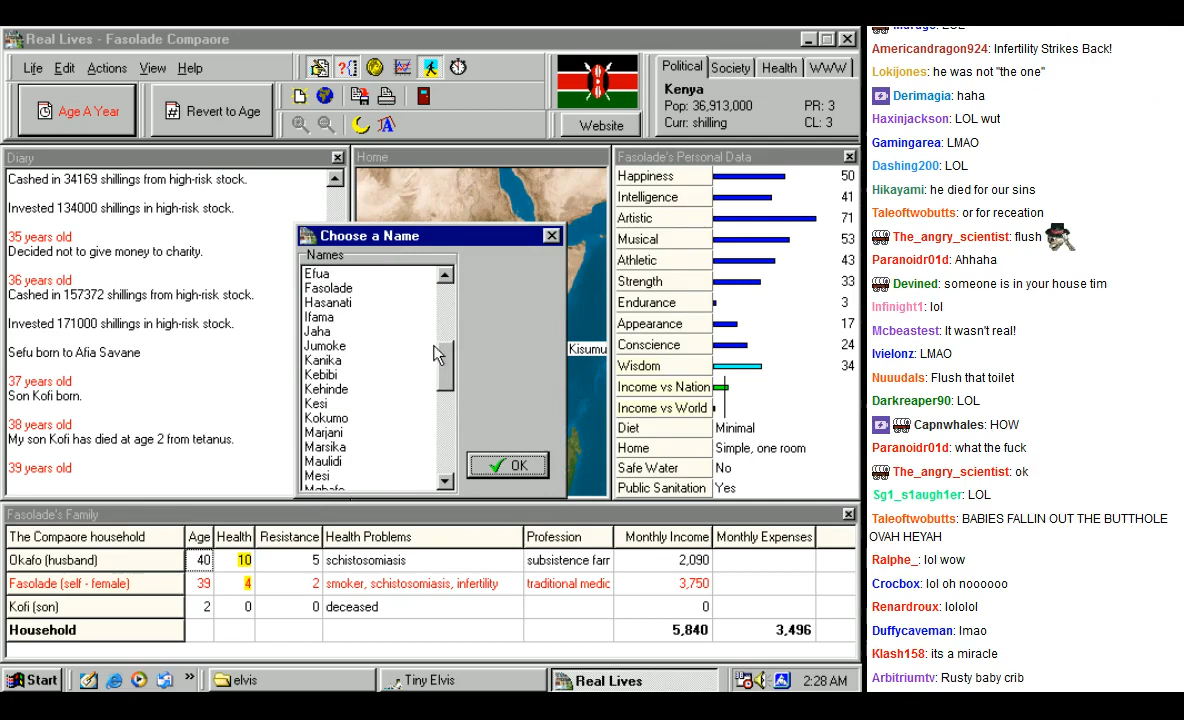 Real Lives - Fasolade Compaore
Life Edit Actions View Help
Age A Year
Revert to Age
Website
Political Society Health WWW
Kenya
Pop: 36,913,000 PR: 3
Curr: shilling CL: 3
Diary
Cashed in 34169 shillings from high-risk stock.
Invested 134000 shillings in high-risk stock.
35 years old
Decided not to give money to charity.
36 years old
Cashed in 157372 shillings from high-risk stock.
Invested 171000 shillings in high-risk stock.
Sefu born to Afia Savane
37 years old
Son Kofi born.
38 years old
My son Kofi has died at age 2 from tetanus.
39 years old
Home
Kisumu
Choose a Name
Names
Efua
Fasolade
Hasanati
Ifama
Jaha
Jumoke
Kanika
Kebibi
Kehinde
Kesi
Kokumo
Marjani
Marsika
Maulidi
Mesi
OK
Fasolade's Personal Data
Happiness 50
Intelligence 41
Artistic 71
Musical 53
Athletic 43
Strength 33
Endurance 3
Appearance 17
Conscience 24
Wisdom 34
Income vs Nation
Income vs World
Diet Minimal
Home Simple, one room
Safe Water No
Public Sanitation Yes
Fasolade's Family
The Compaore household Age Health Resistance Health Problems Profession Monthly Income Monthly Expenses
Okafo (husband) 40 10 5 schistosomiasis subsistence farr 2,090
Fasolade (self - female) 39 4 2 smoker, schistosomiasis, infertility traditional medic 3,750
Kofi (son) 2 0 0 deceased 0
Household 5,840 3,496
Start
elvis
Tiny Elvis
Real Lives
2:28 AM
Americandragon924: Infertility Strikes Back!
Lokijones: he was not "the one"
Derimagia: haha
Haxinjackson: LOL wut
Gamingarea: LMAO
Dashing200: LOL
Hikayami: he died for our sins
Taleoftwobutts: or for receation
The_angry_scientist: flush
Paranoidr01d: Ahhaha
Devined: someone is in your house tim
Infinight1: lol
Mcbeastest: It wasn't real!
Ivielonz: LMAO
Nuuudals: Flush that toilet
Darkreaper90: LOL
Capnwhales: HOW
Paranoidr01d: what the fuck
The_angry_scientist: ok
Sg1_s1augh1er: LOL
Taleoftwobutts: BABIES FALLIN OUT THE BUTTHOLE
OVAH HEYAH
Ralphe_: lol wow
Crocbox: lol oh noooooo
Renardroux: lololol
Duffycaveman: lmao
Klash158: its a miracle
Arbitriumtv: Rusty baby crib